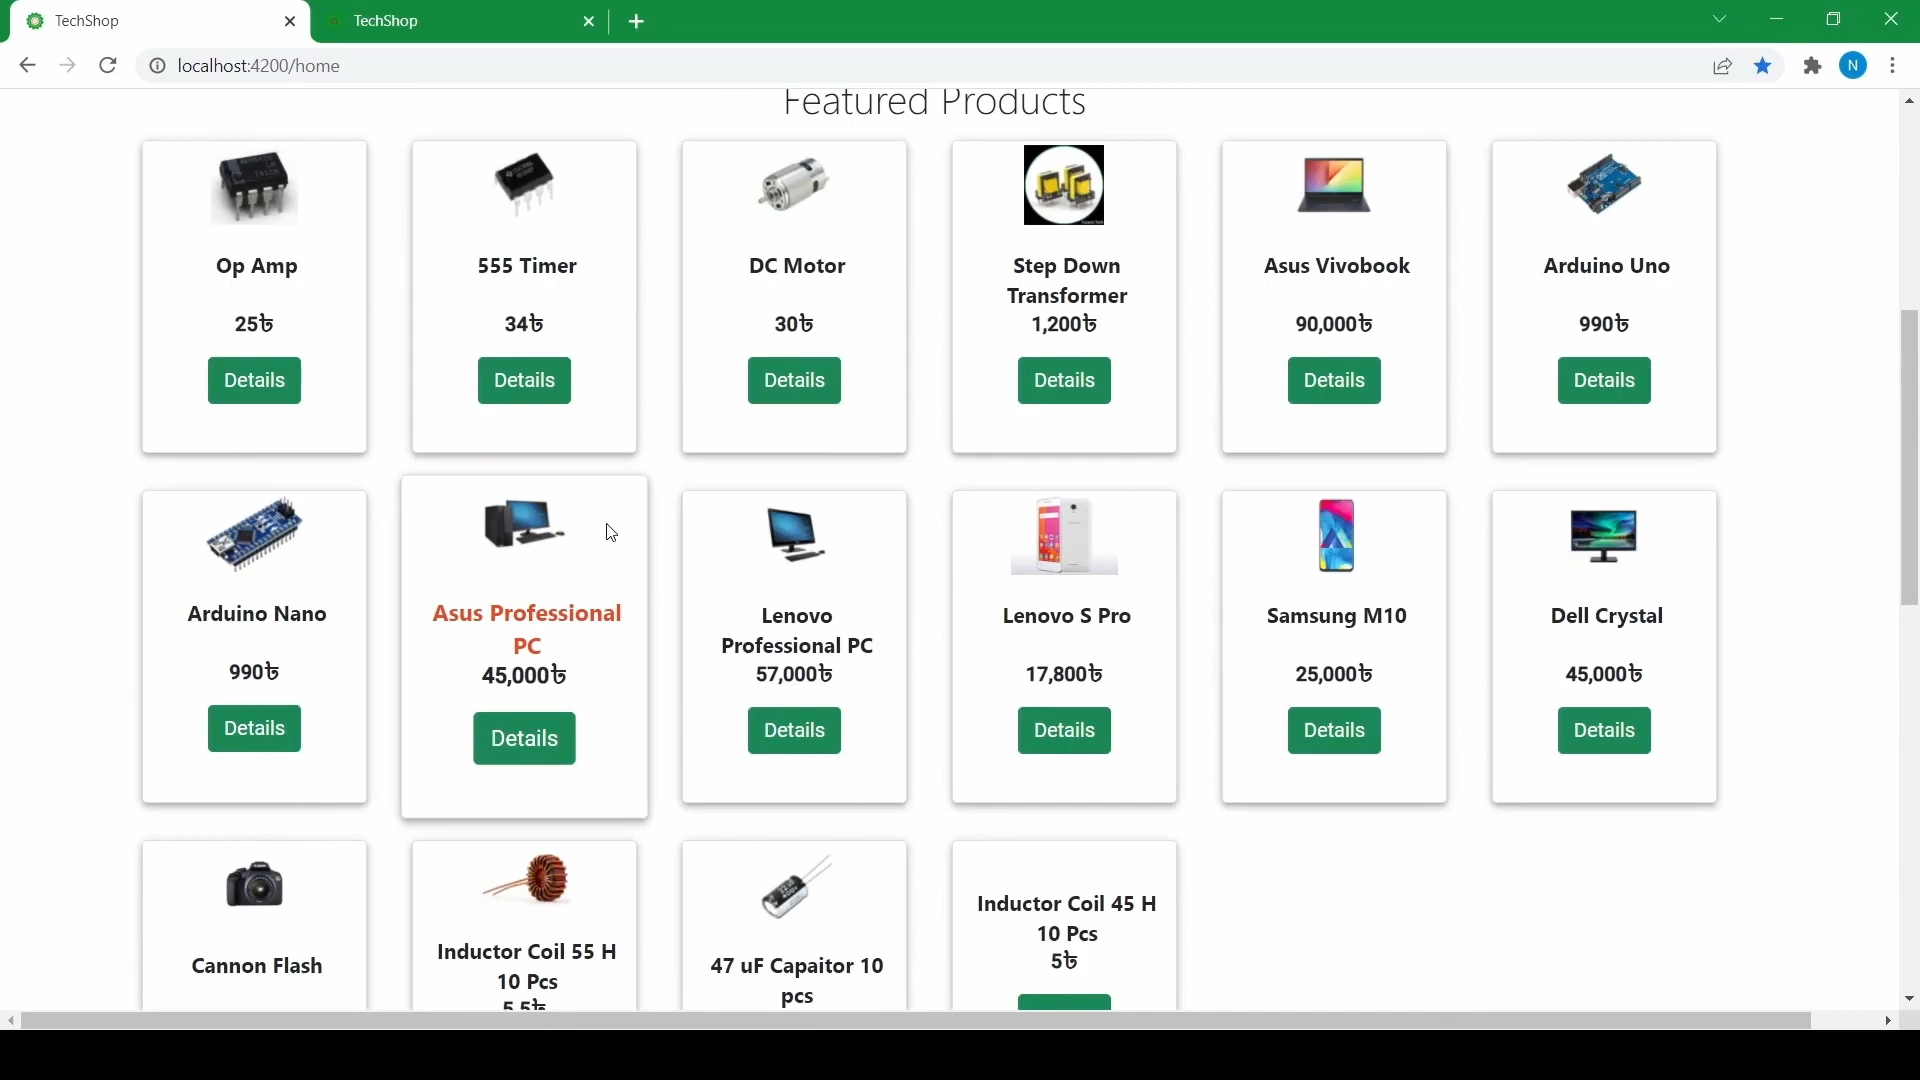 TechShop
TechShop
localhost:4200/home
N
Featured Products
Op Amp
25৳
Details
555 Timer
34৳
Details
DC Motor
30৳
Details
Step Down
Transformer
1,200৳
Details
Asus Vivobook
90,000৳
Details
Arduino Uno
990৳
Details
Arduino Nano
990৳
Details
Asus Professional
PC
45,000৳
Details
Lenovo
Professional PC
57,000৳
Details
Lenovo S Pro
17,800৳
Details
Samsung M10
25,000৳
Details
Dell Crystal
45,000৳
Details
Cannon Flash
Inductor Coil 55 H
10 Pcs
5.5৳
47 uF Capaitor 10
pcs
Inductor Coil 45 H
10 Pcs
5৳